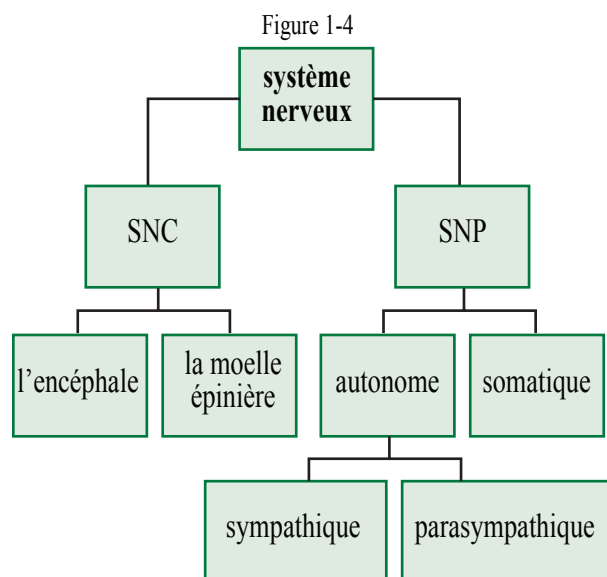 Figure 1-4
système
nerveux
SNC
SNP
l’encéphale
la moelle
épinière
autonome
somatique
sympathique
parasympathique